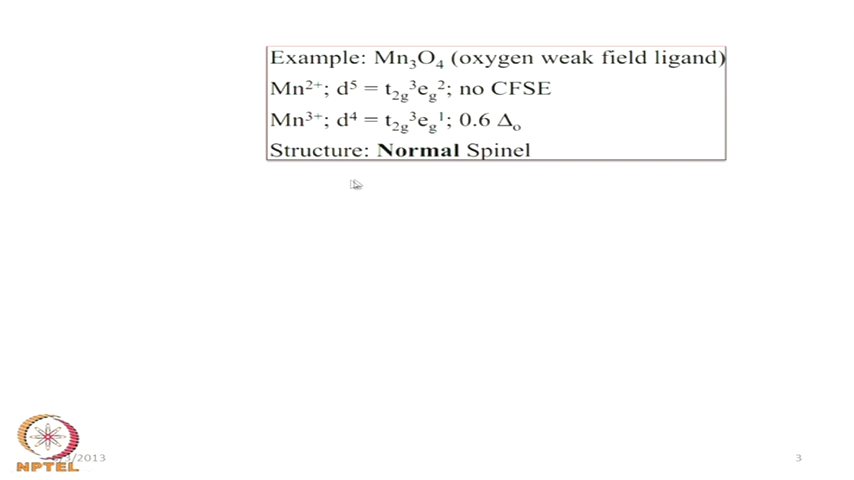 Example: Mn₃O₄ (oxygen weak field ligand)
Mn²⁺; d⁵ = t₂g³eg²; no CFSE
Mn³⁺; d⁴ = t₂g³eg¹; 0.6 Δₒ
Structure: Normal Spinel
/2013
3
NPTEL